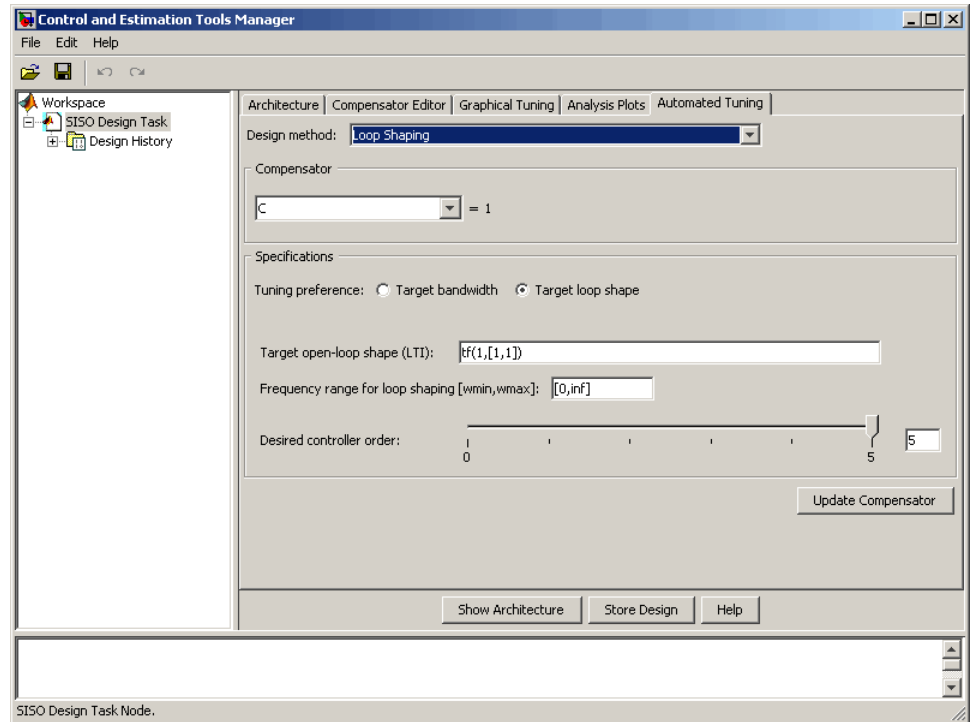 Control and Estimation Tools Manager
File Edit Help
Workspace
SISO Design Task
Design History
Architecture Compensator Editor Graphical Tuning Analysis Plots Automated Tuning
Design method: Loop Shaping
Compensator
C = 1
Specifications
Tuning preference: Target bandwidth Target loop shape
Target open-loop shape (LTI): tf(1,[1,1])
Frequency range for loop shaping [wmin,wmax]: [0,inf]
Desired controller order: 5
0 5
Update Compensator
Show Architecture Store Design Help
SISO Design Task Node.